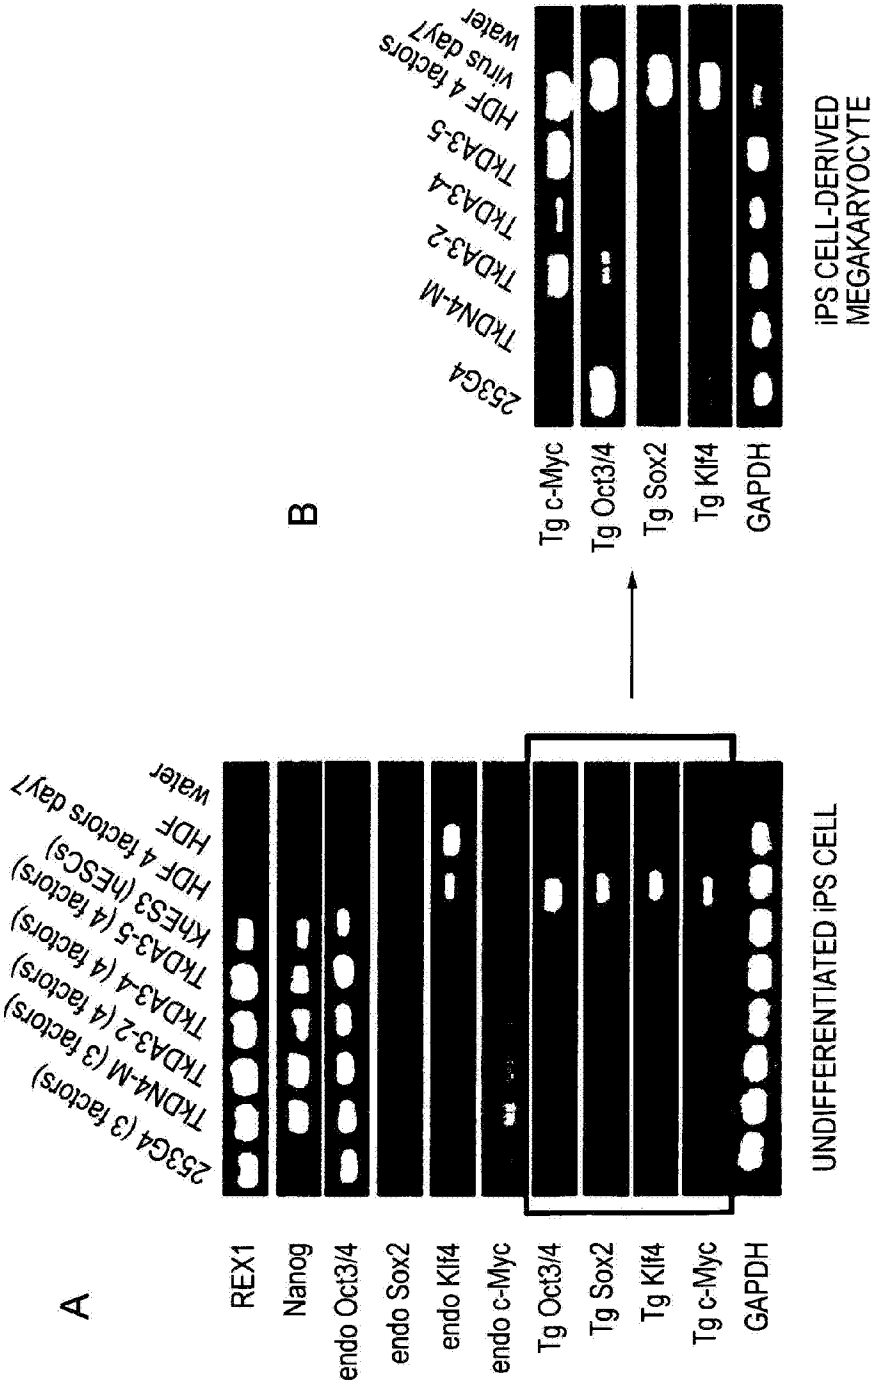 A
253G4 (3 factors)
TkDN4-M (3 factors)
TkDA3-2 (4 factors)
TkDA3-4 (4 factors)
TkDA3-5 (4 factors)
KhES3 (hESCs)
HDF 4 factors day7
HDF
water
REX1
Nanog
endo Oct3/4
endo Sox2
endo Klf4
endo c-Myc
Tg Oct3/4
Tg Sox2
Tg Klf4
Tg c-Myc
GAPDH
UNDIFFERENTIATED iPS CELL
B
253G4
TkDN4-M
TkDA3-2
TkDA3-4
TkDA3-5
HDF 4 factors
virus day7
water
Tg c-Myc
Tg Oct3/4
Tg Sox2
Tg Klf4
GAPDH
iPS CELL-DERIVED
MEGAKARYOCYTE